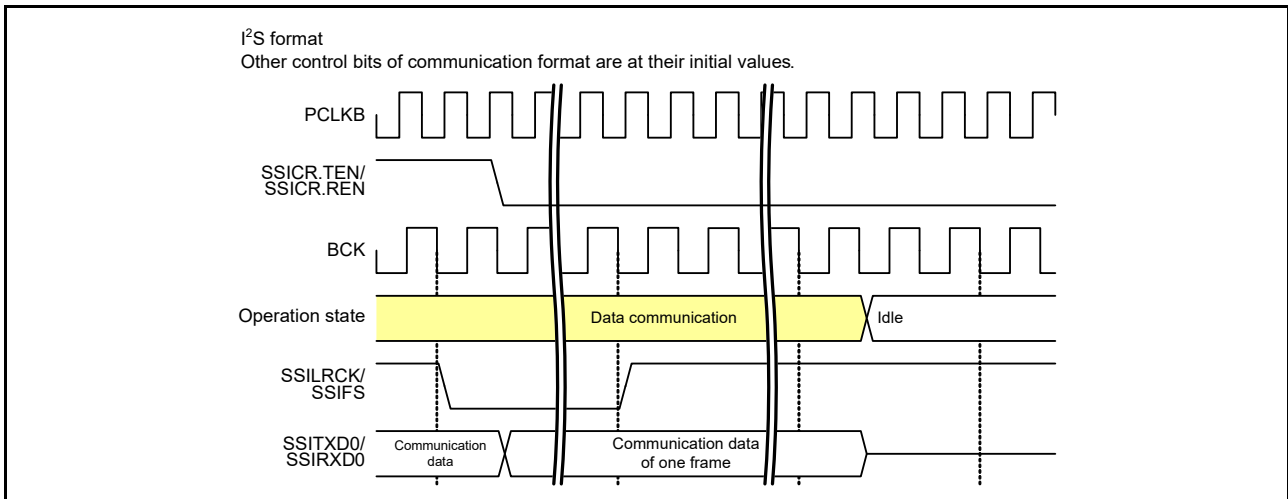 I²S format
Other control bits of communication format are at their initial values.
PCLKB
SSICR.TEN/
SSICR.REN
BCK
Operation state
Data communication
Idle
SSILRCK/
SSIFS
SSITXD0/
SSIRXD0
Communication
data
Communication data
of one frame